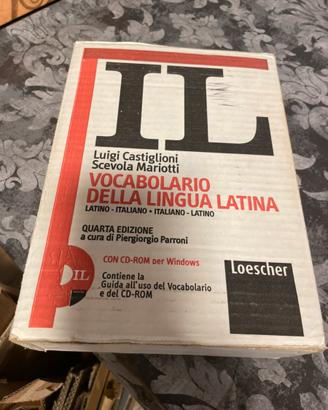 IL
Luigi Castiglioni
Scevola Mariotti
VOCABOLARIO
DELLA LINGUA LATINA
LATINO - ITALIANO • ITALIANO - LATINO
QUARTA EDIZIONE
a cura di Piergiorgio Parroni
CON CD-ROM per Windows
IL
Contiene la
Guida all'uso del Vocabolario
e del CD-ROM
Loescher